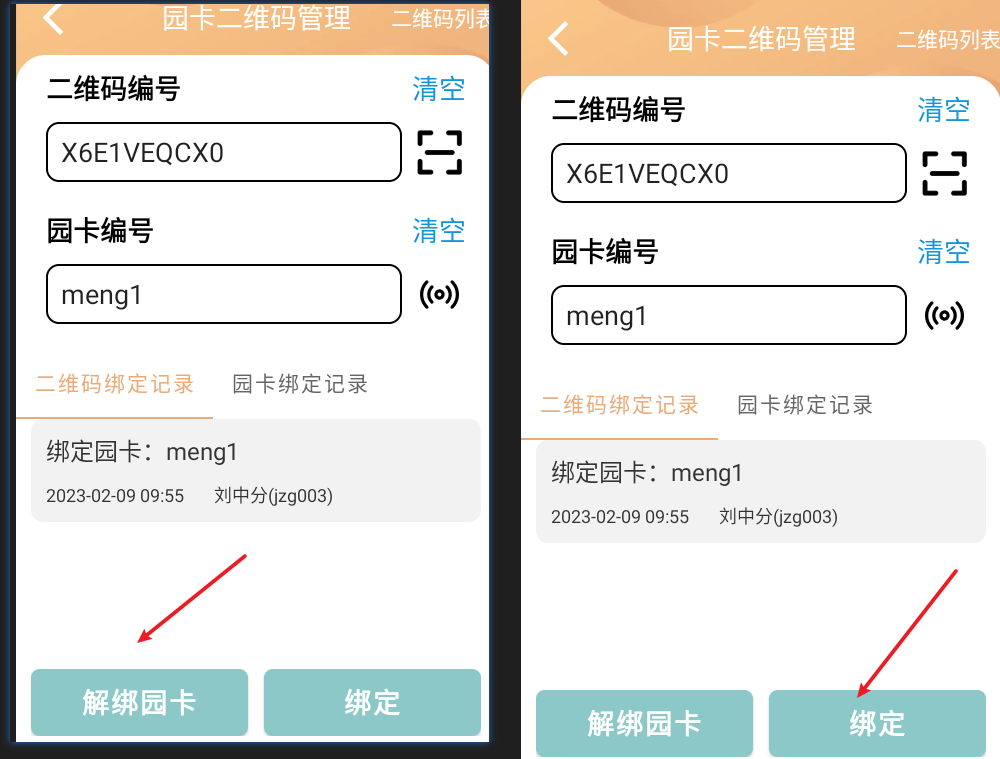 园卡二维码管理 二维码列表
二维码编号 清空
X6E1VEQCX0
园卡编号 清空
meng1
二维码绑定记录 园卡绑定记录
绑定园卡：meng1
2023-02-09 09:55 刘中分(jzg003)
解绑园卡 绑定
园卡二维码管理 二维码列表
二维码编号 清空
X6E1VEQCX0
园卡编号 清空
meng1
二维码绑定记录 园卡绑定记录
绑定园卡：meng1
2023-02-09 09:55 刘中分(jzg003)
解绑园卡 绑定